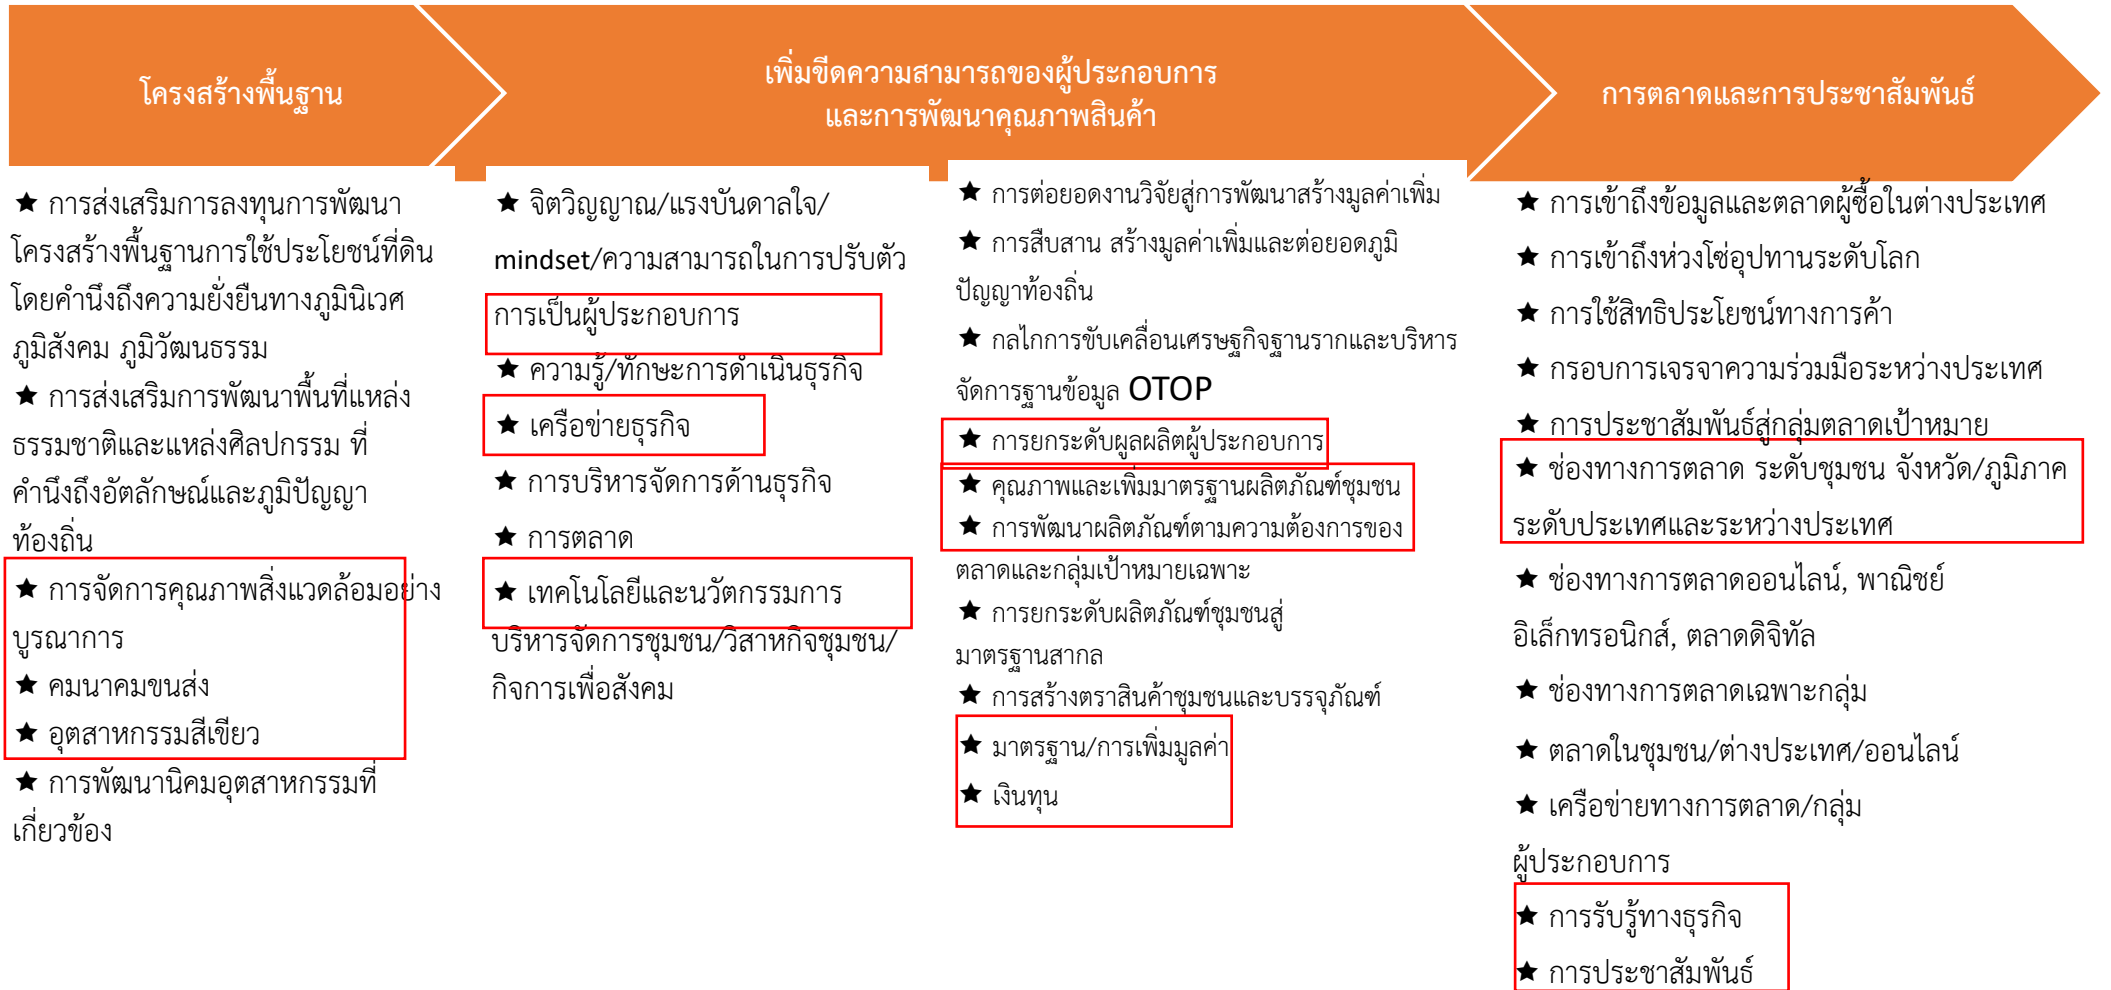 โครงสร้างพื้นฐาน
เพิ่มขีดความสามารถของผู้ประกอบการ
และการพัฒนาคุณภาพสินค้า
การตลาดและการประชาสัมพันธ์
★ การส่งเสริมการลงทุนการพัฒนา
โครงสร้างพื้นฐานการใช้ประโยชน์ที่ดิน
โดยคำนึงถึงความยั่งยืนทางภูมินิเวศ
ภูมิสังคม ภูมิวัฒนธรรม
★ การส่งเสริมการพัฒนาพื้นที่แหล่ง
ธรรมชาติและแหล่งศิลปกรรม ที่
คำนึงถึงอัตลักษณ์และภูมิปัญญา
ท้องถิ่น
★ การจัดการคุณภาพสิ่งแวดล้อมอย่าง
บูรณาการ
★ คมนาคมขนส่ง
★ อุตสาหกรรมสีเขียว
★ การพัฒนานิคมอุตสาหกรรมที่
เกี่ยวข้อง
★ จิตวิญญาณ/แรงบันดาลใจ/
mindset/ความสามารถในการปรับตัว
การเป็นผู้ประกอบการ
★ ความรู้/ทักษะการดำเนินธุรกิจ
★ เครือข่ายธุรกิจ
★ การบริหารจัดการด้านธุรกิจ
★ การตลาด
★ เทคโนโลยีและนวัตกรรมการ
บริหารจัดการชุมชน/วิสาหกิจชุมชน/
กิจการเพื่อสังคม
★ การต่อยอดงานวิจัยสู่การพัฒนาสร้างมูลค่าเพิ่ม
★ การสืบสาน สร้างมูลค่าเพิ่มและต่อยอดภูมิ
ปัญญาท้องถิ่น
★ กลไกการขับเคลื่อนเศรษฐกิจฐานรากและบริหาร
จัดการฐานข้อมูล OTOP
★ การยกระดับผูลผลิตผู้ประกอบการ
★ คุณภาพและเพิ่มมาตรฐานผลิตภัณฑ์ชุมชน
★ การพัฒนาผลิตภัณฑ์ตามความต้องการของ
ตลาดและกลุ่มเป้าหมายเฉพาะ
★ การยกระดับผลิตภัณฑ์ชุมชนสู่
มาตรฐานสากล
★ การสร้างตราสินค้าชุมชนและบรรจุภัณฑ์
★ มาตรฐาน/การเพิ่มมูลค่า
★ เงินทุน
★ การเข้าถึงข้อมูลและตลาดผู้ซื้อในต่างประเทศ
★ การเข้าถึงห่วงโซ่อุปทานระดับโลก
★ การใช้สิทธิประโยชน์ทางการค้า
★ กรอบการเจรจาความร่วมมือระหว่างประเทศ
★ การประชาสัมพันธ์สู่กลุ่มตลาดเป้าหมาย
★ ช่องทางการตลาด ระดับชุมชน จังหวัด/ภูมิภาค
ระดับประเทศและระหว่างประเทศ
★ ช่องทางการตลาดออนไลน์, พาณิชย์
อิเล็กทรอนิกส์, ตลาดดิจิทัล
★ ช่องทางการตลาดเฉพาะกลุ่ม
★ ตลาดในชุมชน/ต่างประเทศ/ออนไลน์
★ เครือข่ายทางการตลาด/กลุ่ม
ผู้ประกอบการ
★ การรับรู้ทางธุรกิจ
★ การประชาสัมพันธ์